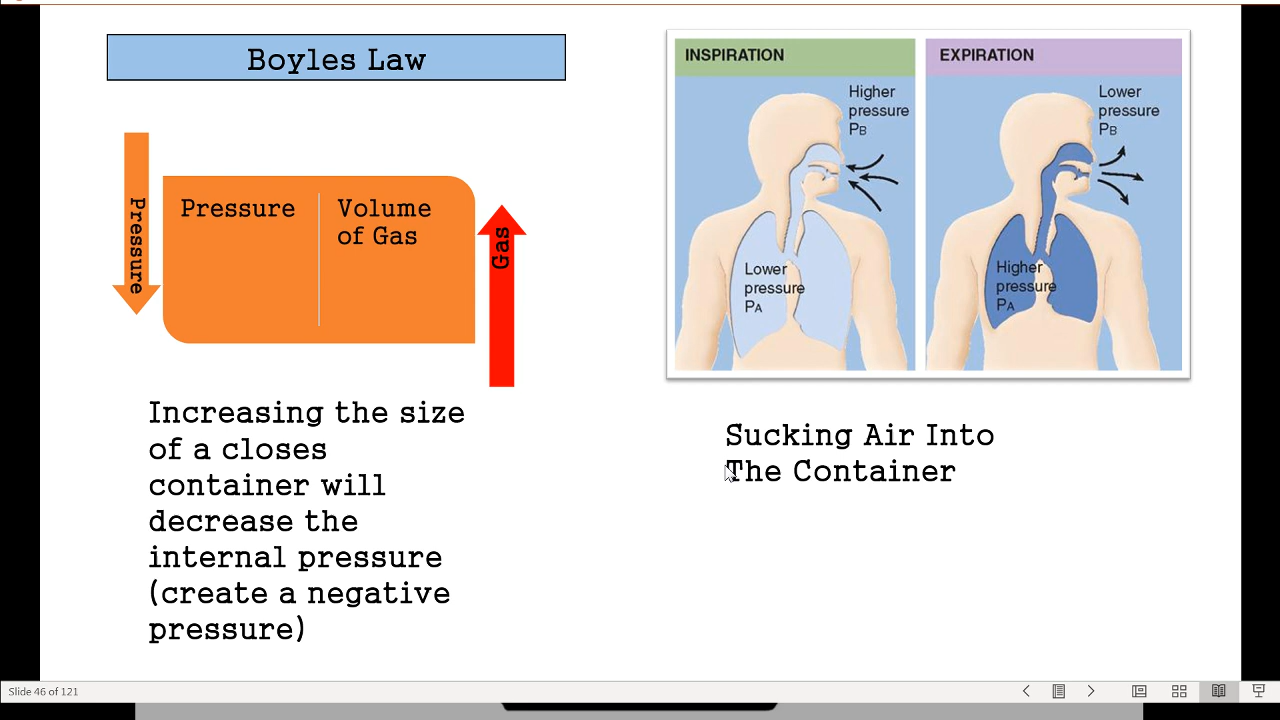 Boyles Law
Pressure
Pressure
Volume
of Gas
Gas
Increasing the size
of a closes
container will
decrease the
internal pressure
(create a negative
pressure)
INSPIRATION
Higher
pressure
PB
Lower
pressure
PA
EXPIRATION
Lower
pressure
PB
Higher
pressure
PA
Sucking Air Into
The Container
Slide 46 of 121